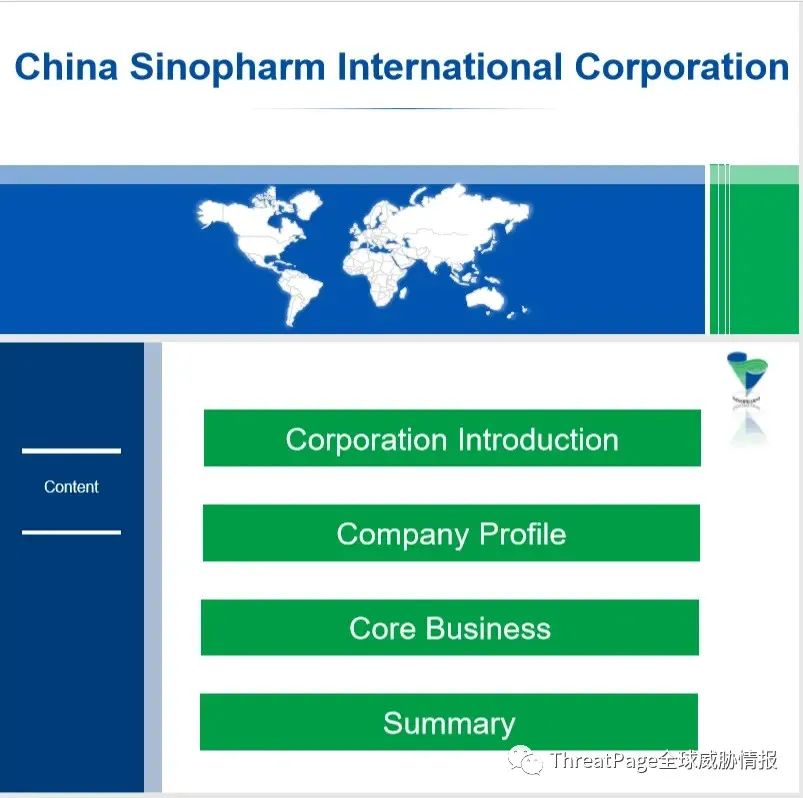 China Sinopharm International Corporation
Content
Corporation Introduction
Company Profile
Core Business
Summary
ThreatPage全球威胁情报